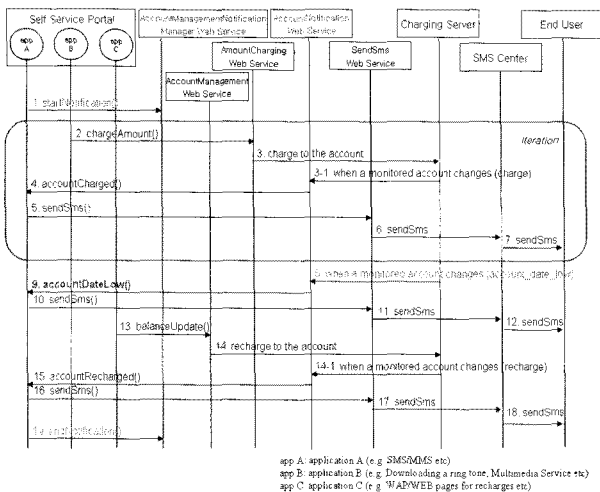 Self Service Portal
AccountManagementNotification
Manager Web Service
AccountNotification
Web Service
Charging Server
End User
app
A
app
B
app
C
AmountCharging
Web Service
SendSms
Web Service
SMS Center
AccountManagement
Web Service
1. startNotification()
iteration
2. chargeAmount()
3. charge to the account
3-1 when a monitored account changes (charge)
4. accountCharged()
5. sendSms()
6 sendSms
7 sendSms
when a monitored account changes (account_date_low)
9. accountDateLow()
10 sendSms()
11 sendSms
12. sendSms
13 balanceUpdate()
14 recharge to the account
14-1 when a monitored account changes (recharge)
15 accountRecharged()
16 sendSms()
17 sendSms
18. sendSms
endNotification()
app A: application A (e.g. SMS/MMS etc)
app B: application B (e.g. Downloading a ring tone, Multimedia Service etc)
app C: application C (e.g. WAP/WEB pages for recharges etc)